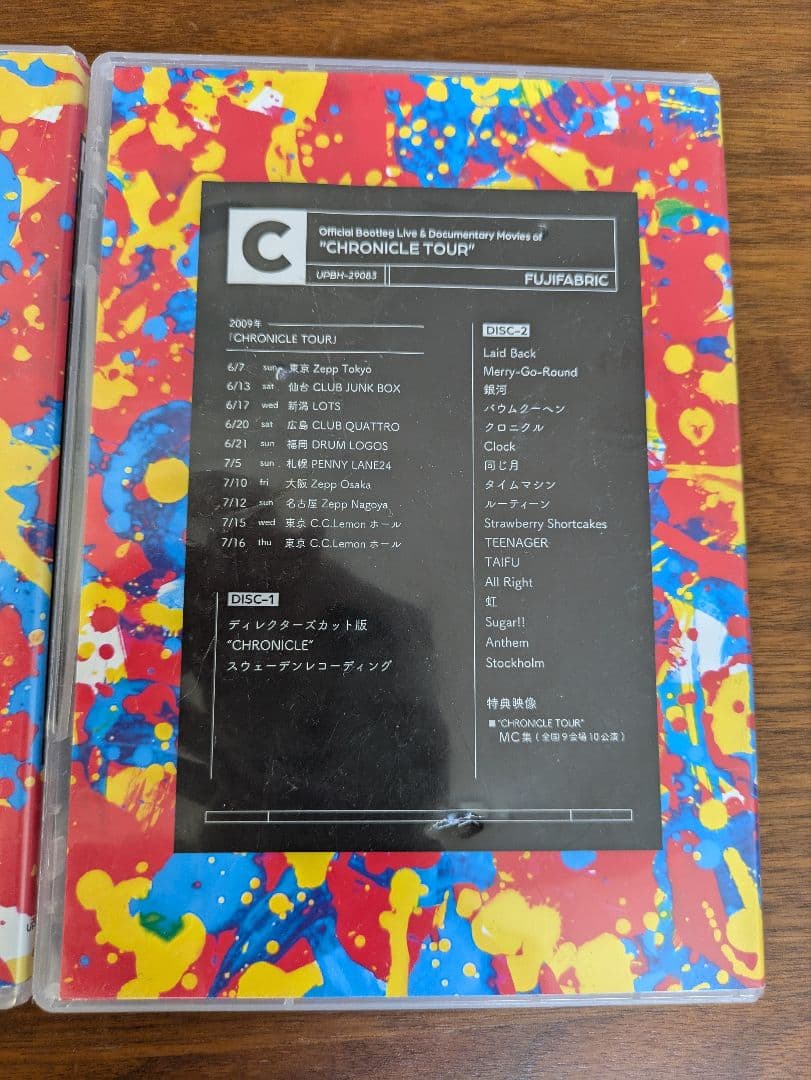 C
Official Bootleg Live & Documentary Movies of
"CHRONICLE TOUR"
UPBH-29083
FUJIFABRIC
2009年
『CHRONICLE TOUR』
6/7 sun 東京 Zepp Tokyo
6/13 sat 仙台 CLUB JUNK BOX
6/17 wed 新潟 LOTS
6/20 sat 広島 CLUB QUATTRO
6/21 sun 福岡 DRUM LOGOS
7/5 sun 札幌 PENNY LANE24
7/10 fri 大阪 Zepp Osaka
7/12 sun 名古屋 Zepp Nagoya
7/15 wed 東京 C.C.Lemon ホール
7/16 thu 東京 C.C.Lemon ホール
DISC-1
ディレクターズカット版
"CHRONICLE"
スウェーデンレコーディング
DISC-2
Laid Back
Merry-Go-Round
銀河
バウムクーヘン
クロニクル
Clock
同じ月
タイムマシン
ルーティーン
Strawberry Shortcakes
TEENAGER
TAIFU
All Right
虹
Sugar!!
Anthem
Stockholm
特典映像
■"CHRONICLE TOUR"
MC集（全国9会場10公演）